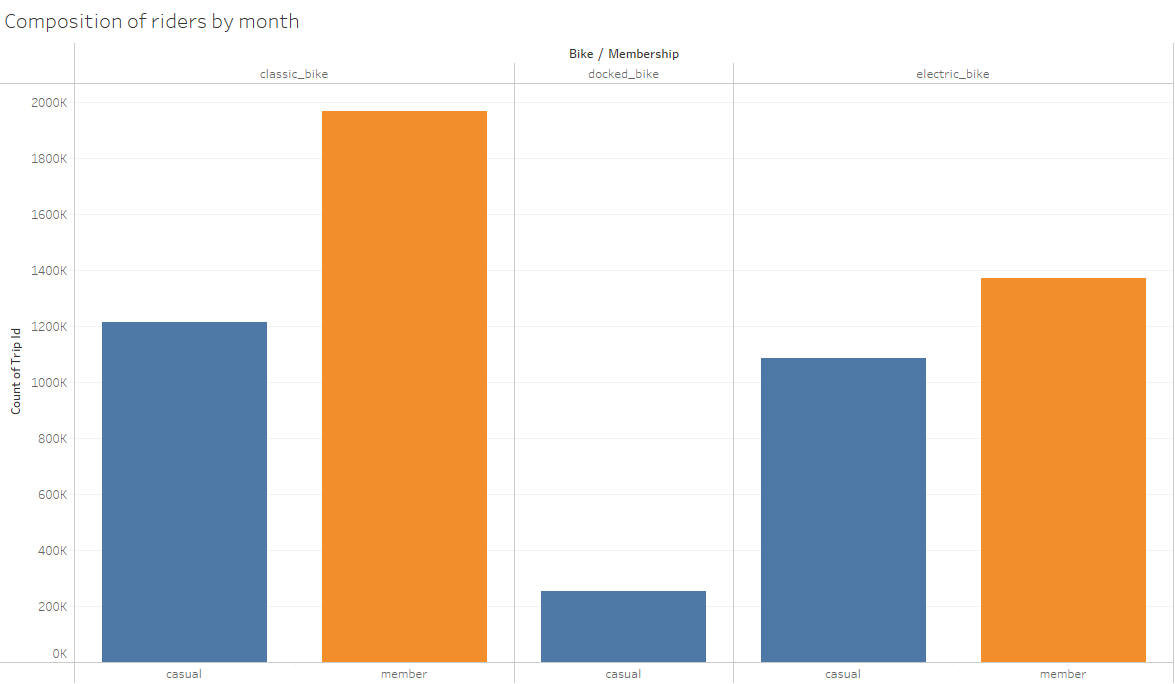 Composition of riders by month
Bike / Membership
classic_bike
docked_bike
electric_bike
2000K
1800K
1600K
1400K
1200K
1000K
800K
600K
400K
200K
0K
Count of Trip Id
casual
member
casual
casual
member